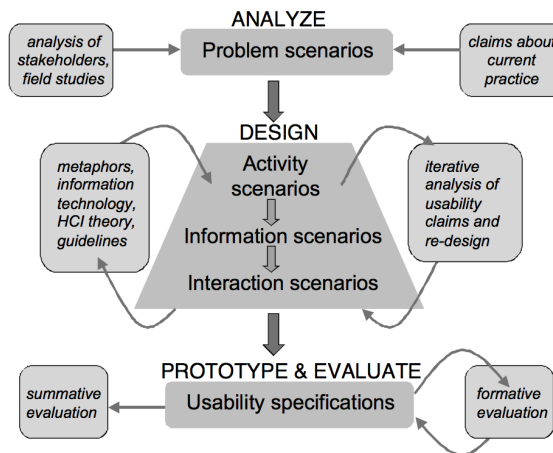 ANALYZE
analysis of
stakeholders,
field studies
Problem scenarios
claims about
current
practice
DESIGN
metaphors,
information
technology,
HCI theory,
guidelines
Activity
scenarios
Information scenarios
Interaction scenarios
iterative
analysis of
usability
claims and
re-design
PROTOTYPE & EVALUATE
summative
evaluation
Usability specifications
formative
evaluation